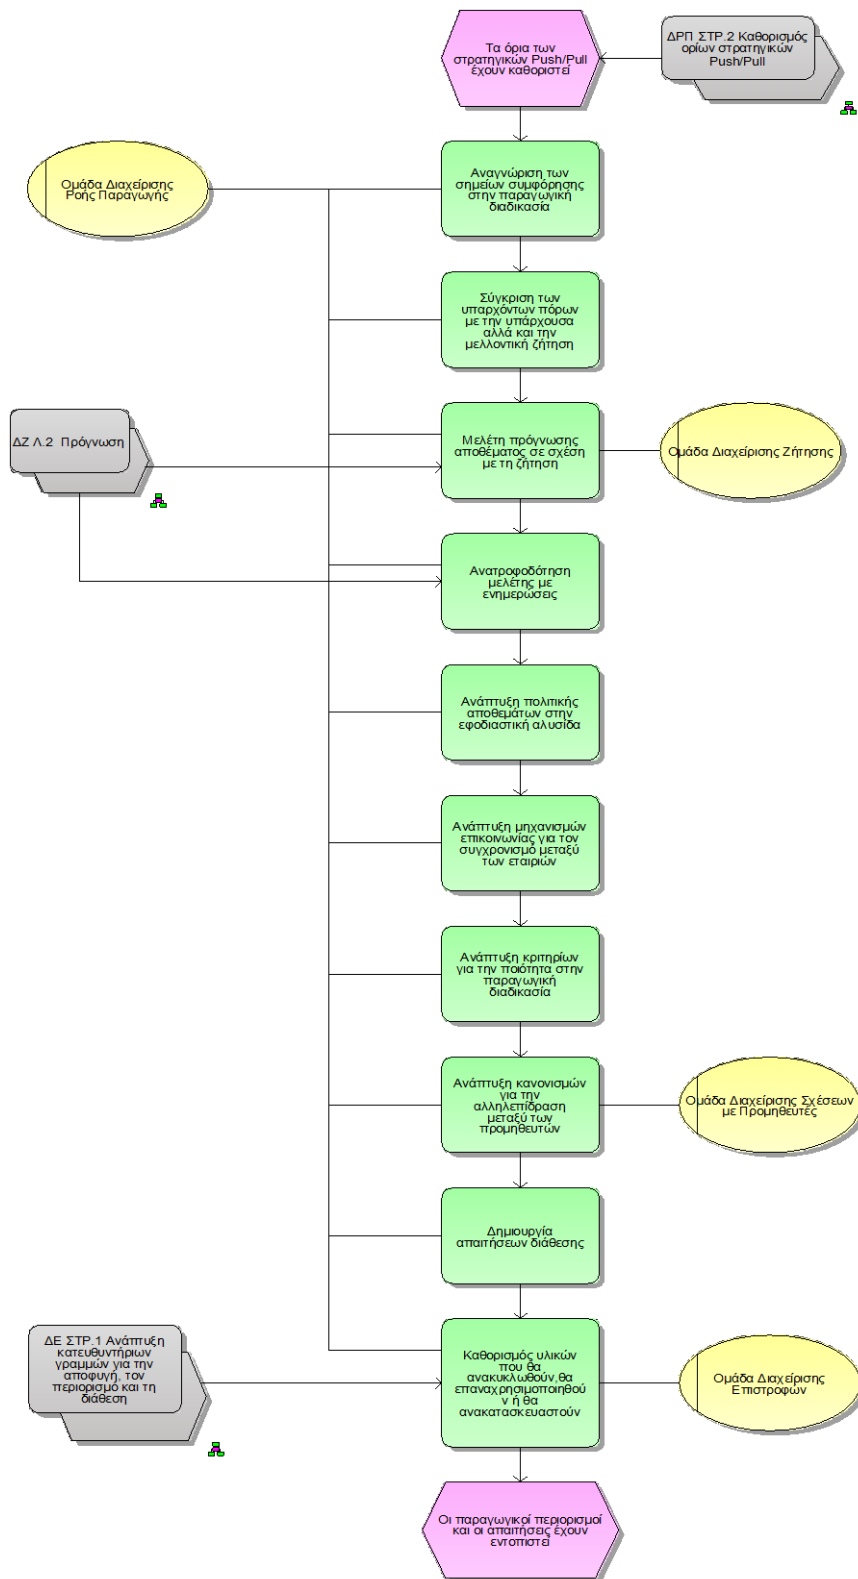 Τα όρια των
στρατηγικών Push/Pull
έχουν καθοριστεί
ΔΡΠ ΣΤΡ.2 Καθορισμός
ορίων στρατηγικών
Push/Pull
Αναγνώριση των
σημείων συμφόρησης
στην παραγωγική
διαδικασία
Ομάδα Διαχείρισης
Ροής Παραγωγής
Σύγκριση των
υπαρχόντων πόρων
με την υπάρχουσα
αλλά και την
μελλοντική ζήτηση
ΔΖ Λ.2 Πρόγνωση
Μελέτη πρόγνωσης
αποθέματος σε σχέση
με τη ζήτηση
Ομάδα Διαχείρισης Ζήτησης
Ανατροφοδότηση
μελέτης με
ενημερώσεις
Ανάπτυξη πολιτικής
αποθεμάτων στην
εφοδιαστική αλυσίδα
Ανάπτυξη μηχανισμών
επικοινωνίας για τον
συγχρονισμό μεταξύ
των εταιριών
Ανάπτυξη κριτηρίων
για την ποιότητα στην
παραγωγική
διαδικασία
Ανάπτυξη κανονισμών
για την
αλληλεπίδραση
μεταξύ των
προμηθευτών
Ομάδα Διαχείρισης Σχέσεων
με Προμηθευτές
Δημιουργία
απαιτήσεων διάθεσης
ΔΕ ΣΤΡ.1 Ανάπτυξη
κατευθυντήριων
γραμμών για την
αποφυγή, τον
περιορισμό και τη
διάθεση
Καθορισμός υλικών
που θα
ανακυκλωθούν,θα
επαναχρησιμοποιηθού
ν ή θα
ανακατασκευαστούν
Ομάδα Διαχείρισης
Επιστροφών
Οι παραγωγικοί περιορισμοί
και οι απαιτήσεις έχουν
εντοπιστεί